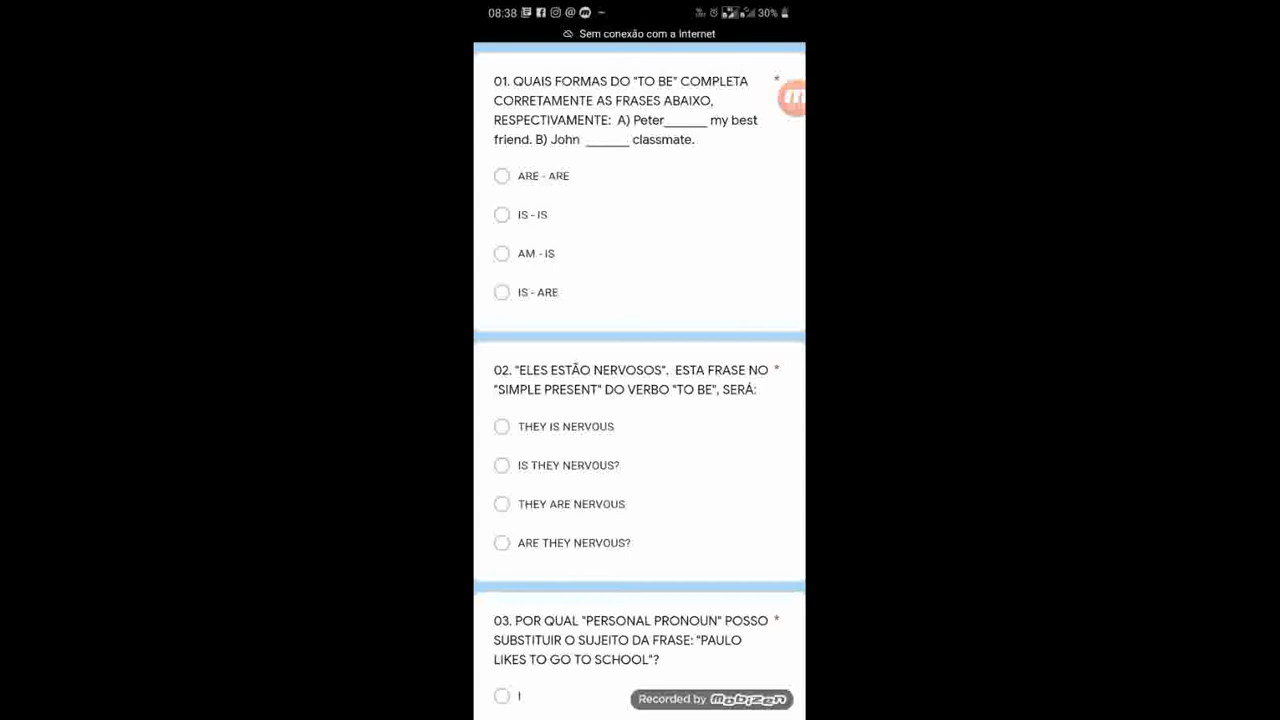 08:38
30%
Sem conexão com a Internet
01. QUAIS FORMAS DO "TO BE" COMPLETA *
CORRETAMENTE AS FRASES ABAIXO,
RESPECTIVAMENTE: A) Peter______ my best
friend. B) John ______ classmate.
ARE - ARE
IS - IS
AM - IS
IS - ARE
02. "ELES ESTÃO NERVOSOS". ESTA FRASE NO *
"SIMPLE PRESENT" DO VERBO "TO BE", SERÁ:
THEY IS NERVOUS
IS THEY NERVOUS?
THEY ARE NERVOUS
ARE THEY NERVOUS?
03. POR QUAL "PERSONAL PRONOUN" POSSO *
SUBSTITUIR O SUJEITO DA FRASE: "PAULO
LIKES TO GO TO SCHOOL"?
I
Recorded by mobizen